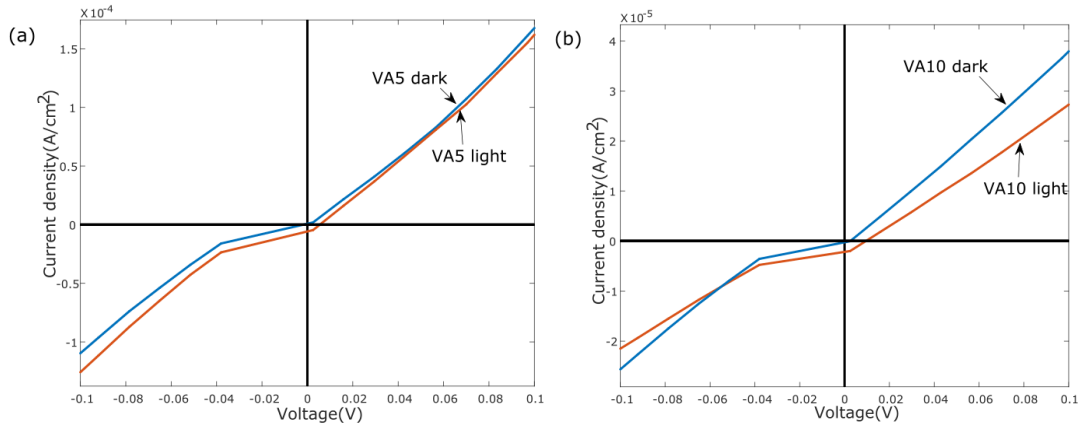 (a)
X10⁻⁴
1.5
1
0.5
0
-0.5
-1
Current density(A/cm²)
VA5 dark
VA5 light
-0.1 -0.08 -0.06 -0.04 -0.02 0 0.02 0.04 0.06 0.08 0.1
Voltage(V)
(b)
X10⁻⁵
4
3
2
1
0
-1
-2
Current density(A/cm²)
VA10 dark
VA10 light
-0.1 -0.08 -0.06 -0.04 -0.02 0 0.02 0.04 0.06 0.08 0.1
Voltage(V)